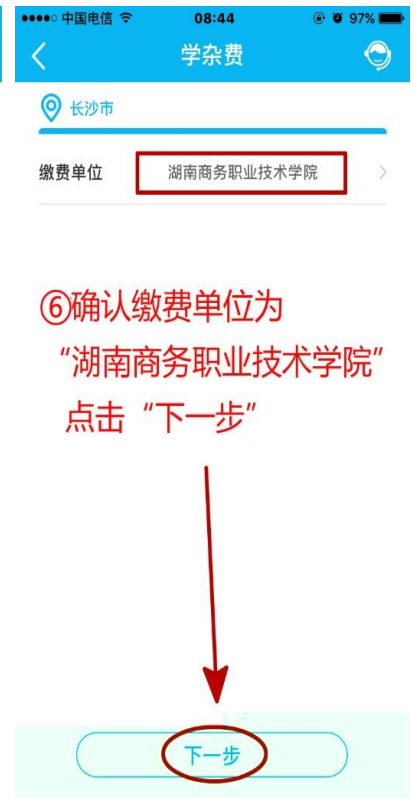 中国电信 08:44 97%
学杂费
长沙市
缴费单位 湖南商务职业技术学院
⑥确认缴费单位为
“湖南商务职业技术学院”
点击“下一步”
下一步